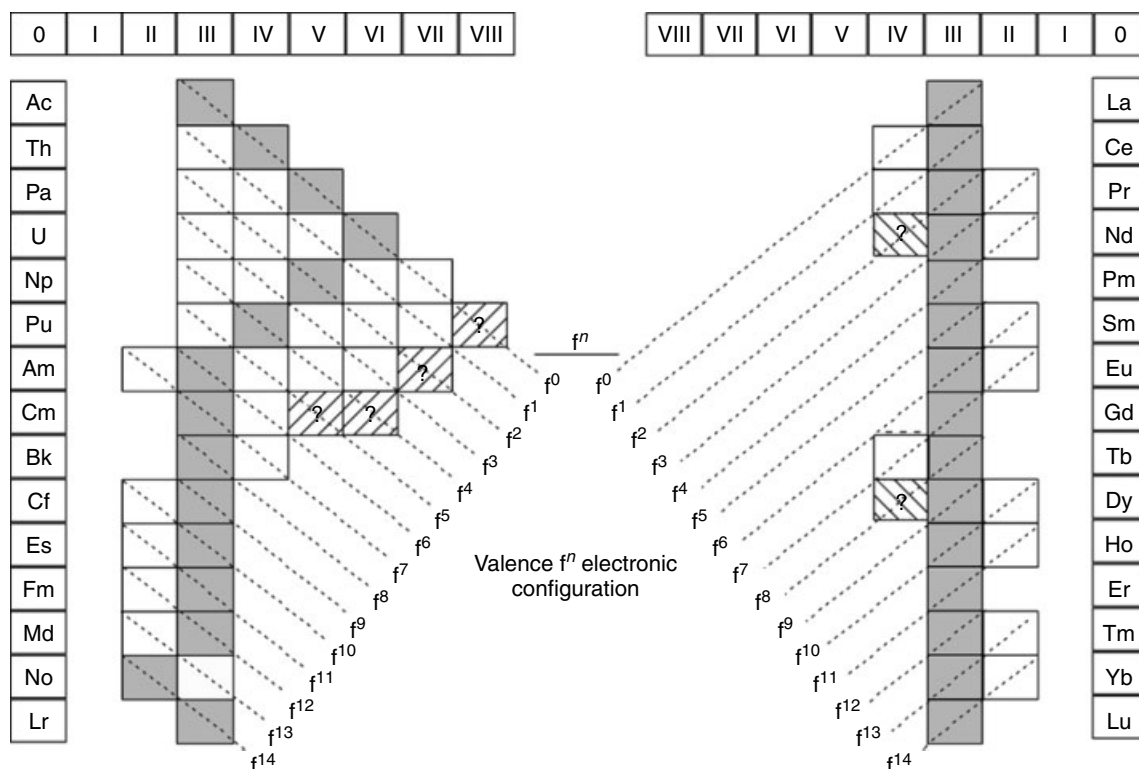 0 I II III IV V VI VII VIII
VIII VII VI V IV III II I 0
Ac
Th
Pa
U
Np
Pu
Am
Cm
Bk
Cf
Es
Fm
Md
No
Lr
?
?
? ?
fⁿ
f⁰
f¹
f²
f³
f⁴
f⁵
f⁶
f⁷
f⁸
f⁹
f¹⁰
f¹¹
f¹²
f¹³
f¹⁴
Valence fⁿ electronic
configuration
f⁰
f¹
f²
f³
f⁴
f⁵
f⁶
f⁷
f⁸
f⁹
f¹⁰
f¹¹
f¹²
f¹³
f¹⁴
?
?
La
Ce
Pr
Nd
Pm
Sm
Eu
Gd
Tb
Dy
Ho
Er
Tm
Yb
Lu